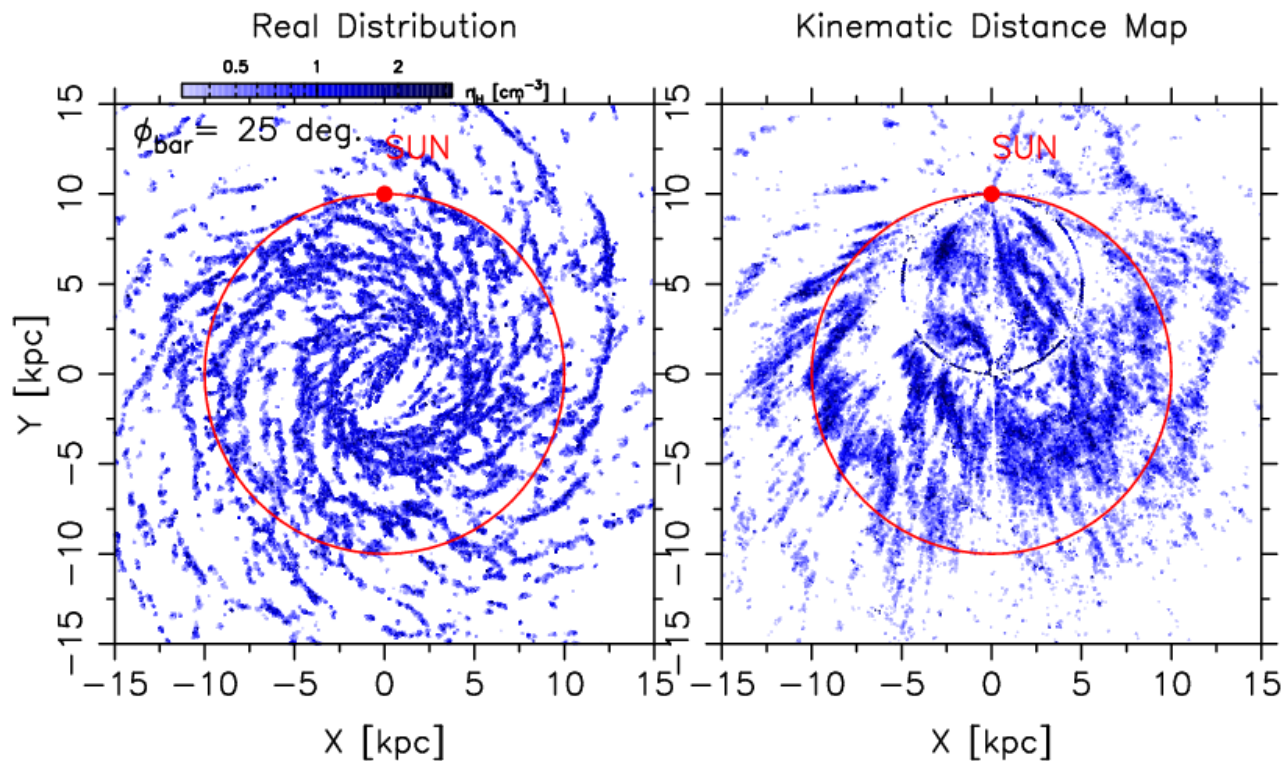 Real Distribution
Kinematic Distance Map
0.5 1 2
n_H [cm⁻³]
ϕ_bar = 25 deg.
SUN
SUN
15
10
5
0
−5
−10
−15
15
10
5
0
−5
−10
−15
Y [kpc]
−15 −10 −5 0 5 10 15
−15 −10 −5 0 5 10 15
X [kpc]
X [kpc]